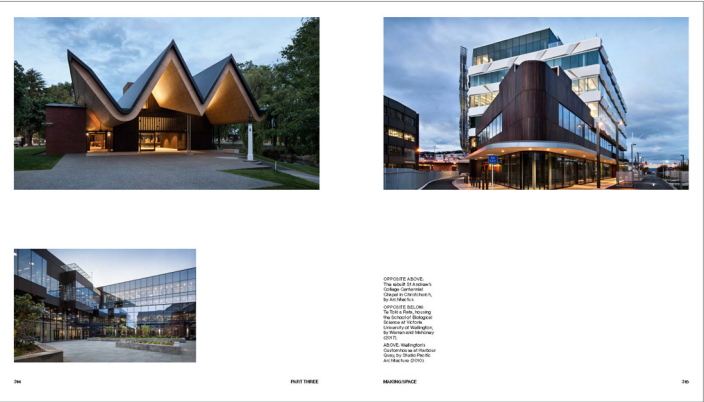 OPPOSITE ABOVE:
The rebuilt St Andrew's
College Centennial
Chapel in Christchurch,
by Architectus
OPPOSITE BELOW:
Te Toki a Rata, housing
the School of Biological
Science at Victoria
University of Wellington,
by Warren and Mahoney
(2017)
ABOVE: Wellington's
Customhouse at Harbour
Quay, by Studio Pacific
Architecture (2010)
PART THREE
MAKING SPACE